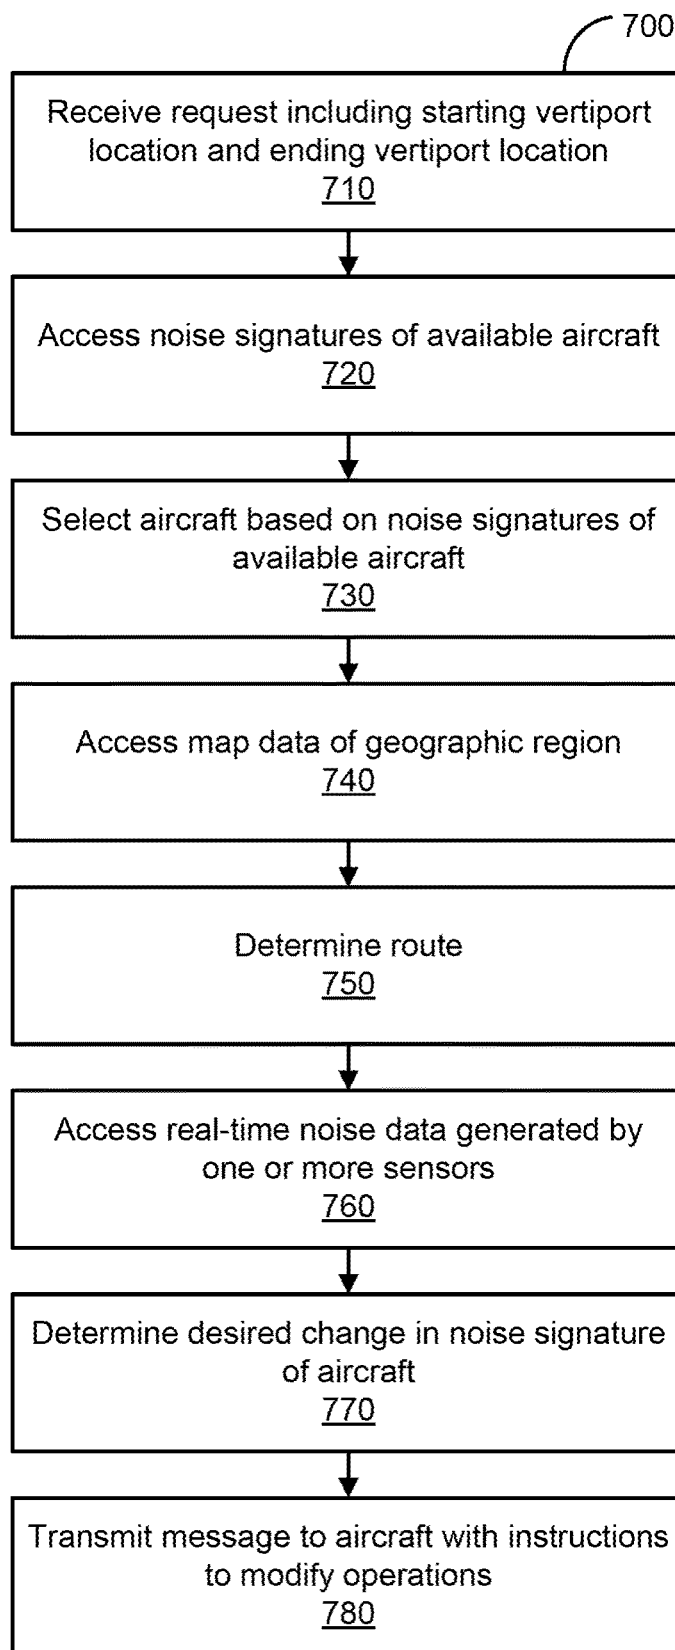 700
Receive request including starting vertiport
location and ending vertiport location
710
Access noise signatures of available aircraft
720
Select aircraft based on noise signatures of
available aircraft
730
Access map data of geographic region
740
Determine route
750
Access real-time noise data generated by
one or more sensors
760
Determine desired change in noise signature
of aircraft
770
Transmit message to aircraft with instructions
to modify operations
780